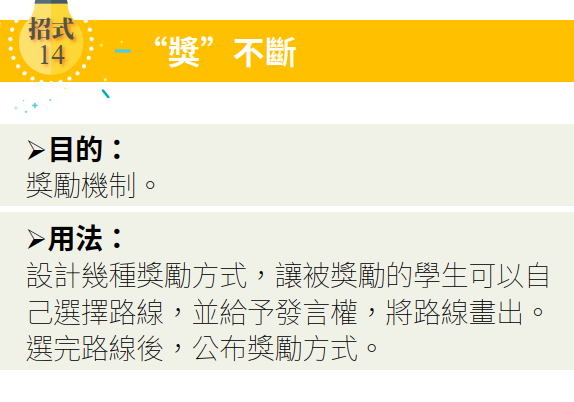 招式
14
“獎”不斷
➢目的：
獎勵機制。
➢用法：
設計幾種獎勵方式，讓被獎勵的學生可以自
己選擇路線，並給予發言權，將路線畫出。
選完路線後，公布獎勵方式。